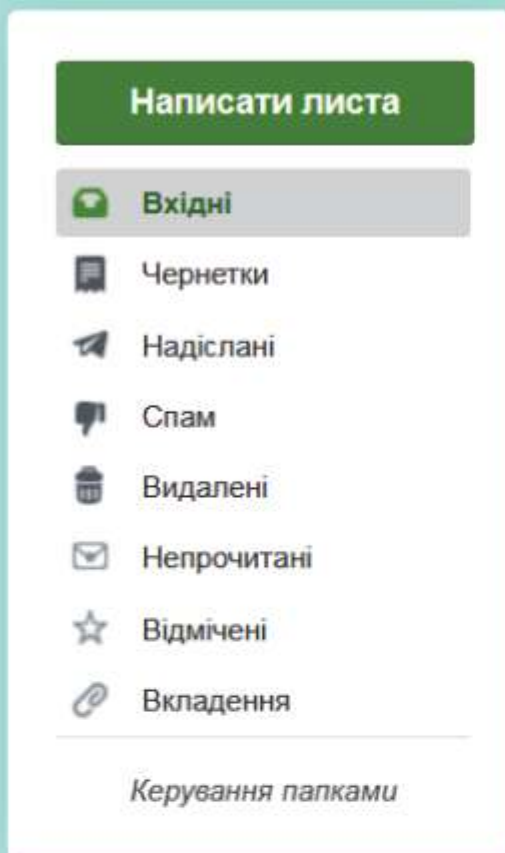 Написати листа
Вхідні
Чернетки
Надіслані
Спам
Видалені
Непрочитані
Відмічені
Вкладення
Керування папками